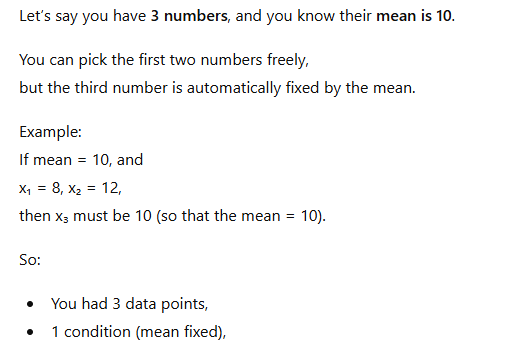 Let's say you have 3 numbers, and you know their mean is 10.
You can pick the first two numbers freely,
but the third number is automatically fixed by the mean.
Example:
If mean = 10, and
x₁ = 8, x₂ = 12,
then x₃ must be 10 (so that the mean = 10).
So:
• You had 3 data points,
• 1 condition (mean fixed),